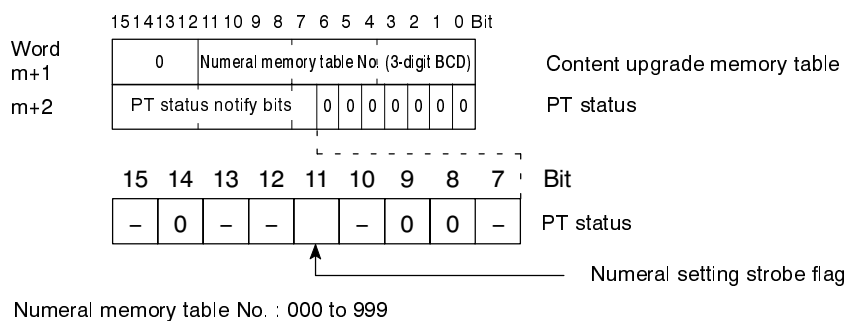 15 14 13 12 11 10 9 8 7 6 5 4 3 2 1 0 Bit
Word
m+1 0 Numeral memory table No. (3-digit BCD) Content upgrade memory table
m+2 PT status notify bits 0 0 0 0 0 0 0 PT status
15 14 13 12 11 10 9 8 7 Bit
– 0 – – – 0 0 – PT status
Numeral setting strobe flag
Numeral memory table No. : 000 to 999